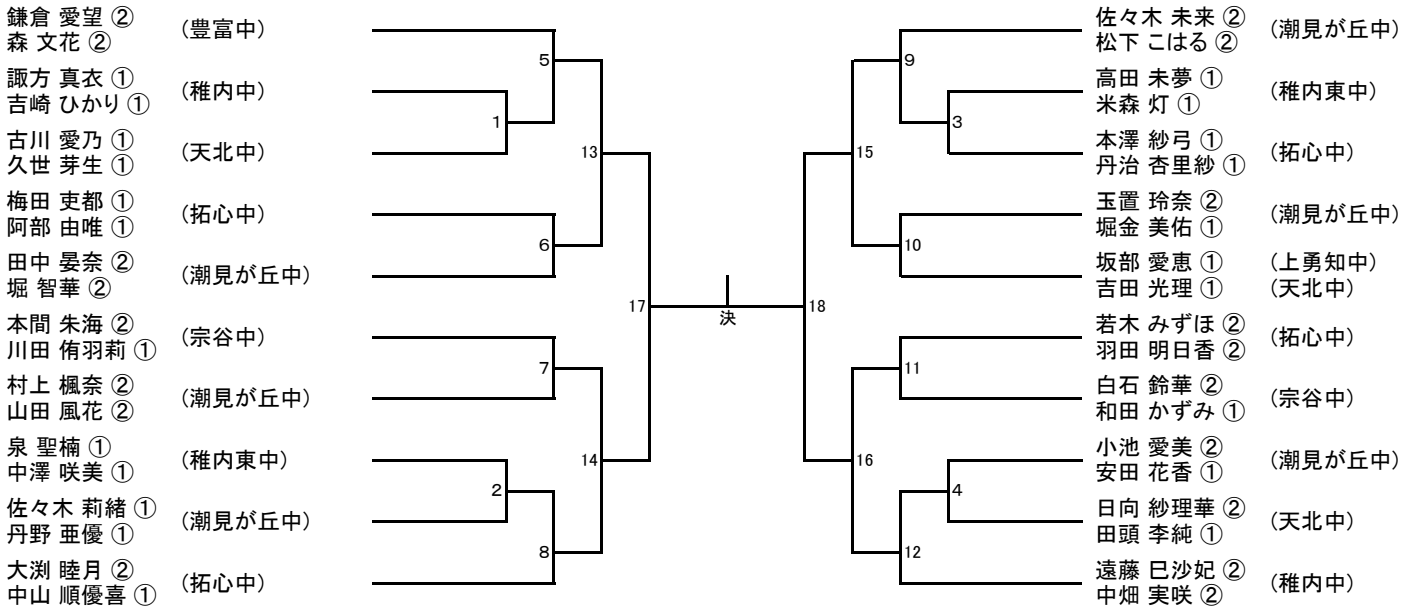 鎌倉 愛望 ②
森 文花 ②
(豊富中)
諏方 真衣 ①
吉崎 ひかり ①
(稚内中)
古川 愛乃 ①
久世 芽生 ①
(天北中)
梅田 吏都 ①
阿部 由唯 ①
(拓心中)
田中 晏奈 ②
堀 智華 ②
(潮見が丘中)
本間 朱海 ②
川田 侑羽莉 ①
(宗谷中)
村上 楓奈 ②
山田 風花 ②
(潮見が丘中)
泉 聖楠 ①
中澤 咲美 ①
(稚内東中)
佐々木 莉緒 ①
丹野 亜優 ①
(潮見が丘中)
大渕 睦月 ②
中山 順優喜 ①
(拓心中)
5
1
13
6
17
7
14
2
8
決
9
3
15
10
18
11
16
4
12
佐々木 未来 ②
松下 こはる ②
(潮見が丘中)
高田 未夢 ①
米森 灯 ①
(稚内東中)
本澤 紗弓 ①
丹治 杏里紗 ①
(拓心中)
玉置 玲奈 ②
堀金 美佑 ①
(潮見が丘中)
坂部 愛恵 ① (上勇知中)
吉田 光理 ① (天北中)
若木 みずほ ②
羽田 明日香 ②
(拓心中)
白石 鈴華 ②
和田 かずみ ①
(宗谷中)
小池 愛美 ②
安田 花香 ①
(潮見が丘中)
日向 紗理華 ②
田頭 李純 ①
(天北中)
遠藤 巳沙妃 ②
中畑 実咲 ②
(稚内中)